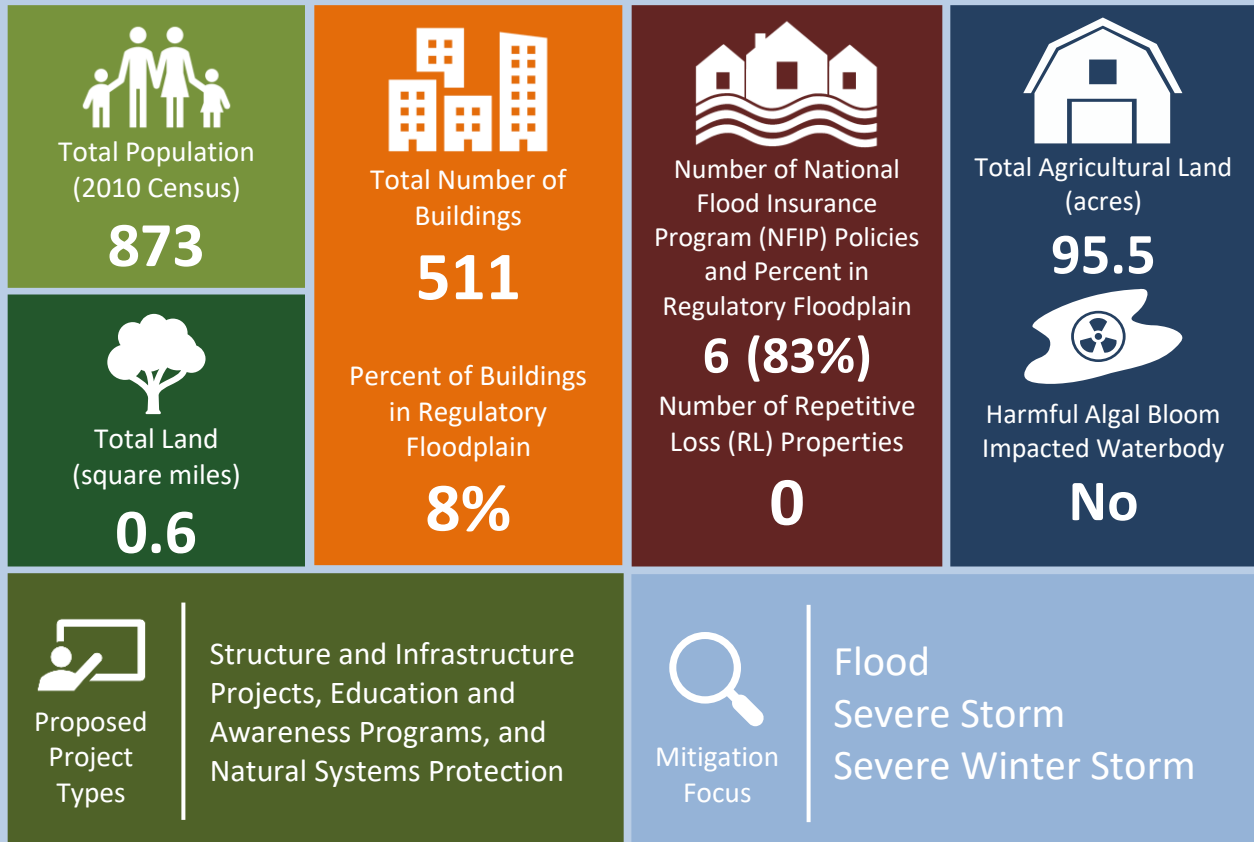 Total Population
(2010 Census)
873
Total Land
(square miles)
0.6
Total Number of
Buildings
511
Percent of Buildings
in Regulatory
Floodplain
8%
Number of National
Flood Insurance
Program (NFIP) Policies
and Percent in
Regulatory Floodplain
6 (83%)
Number of Repetitive
Loss (RL) Properties
0
Total Agricultural Land
(acres)
95.5
Harmful Algal Bloom
Impacted Waterbody
No
Proposed
Project
Types
Structure and Infrastructure
Projects, Education and
Awareness Programs, and
Natural Systems Protection
Mitigation
Focus
Flood
Severe Storm
Severe Winter Storm